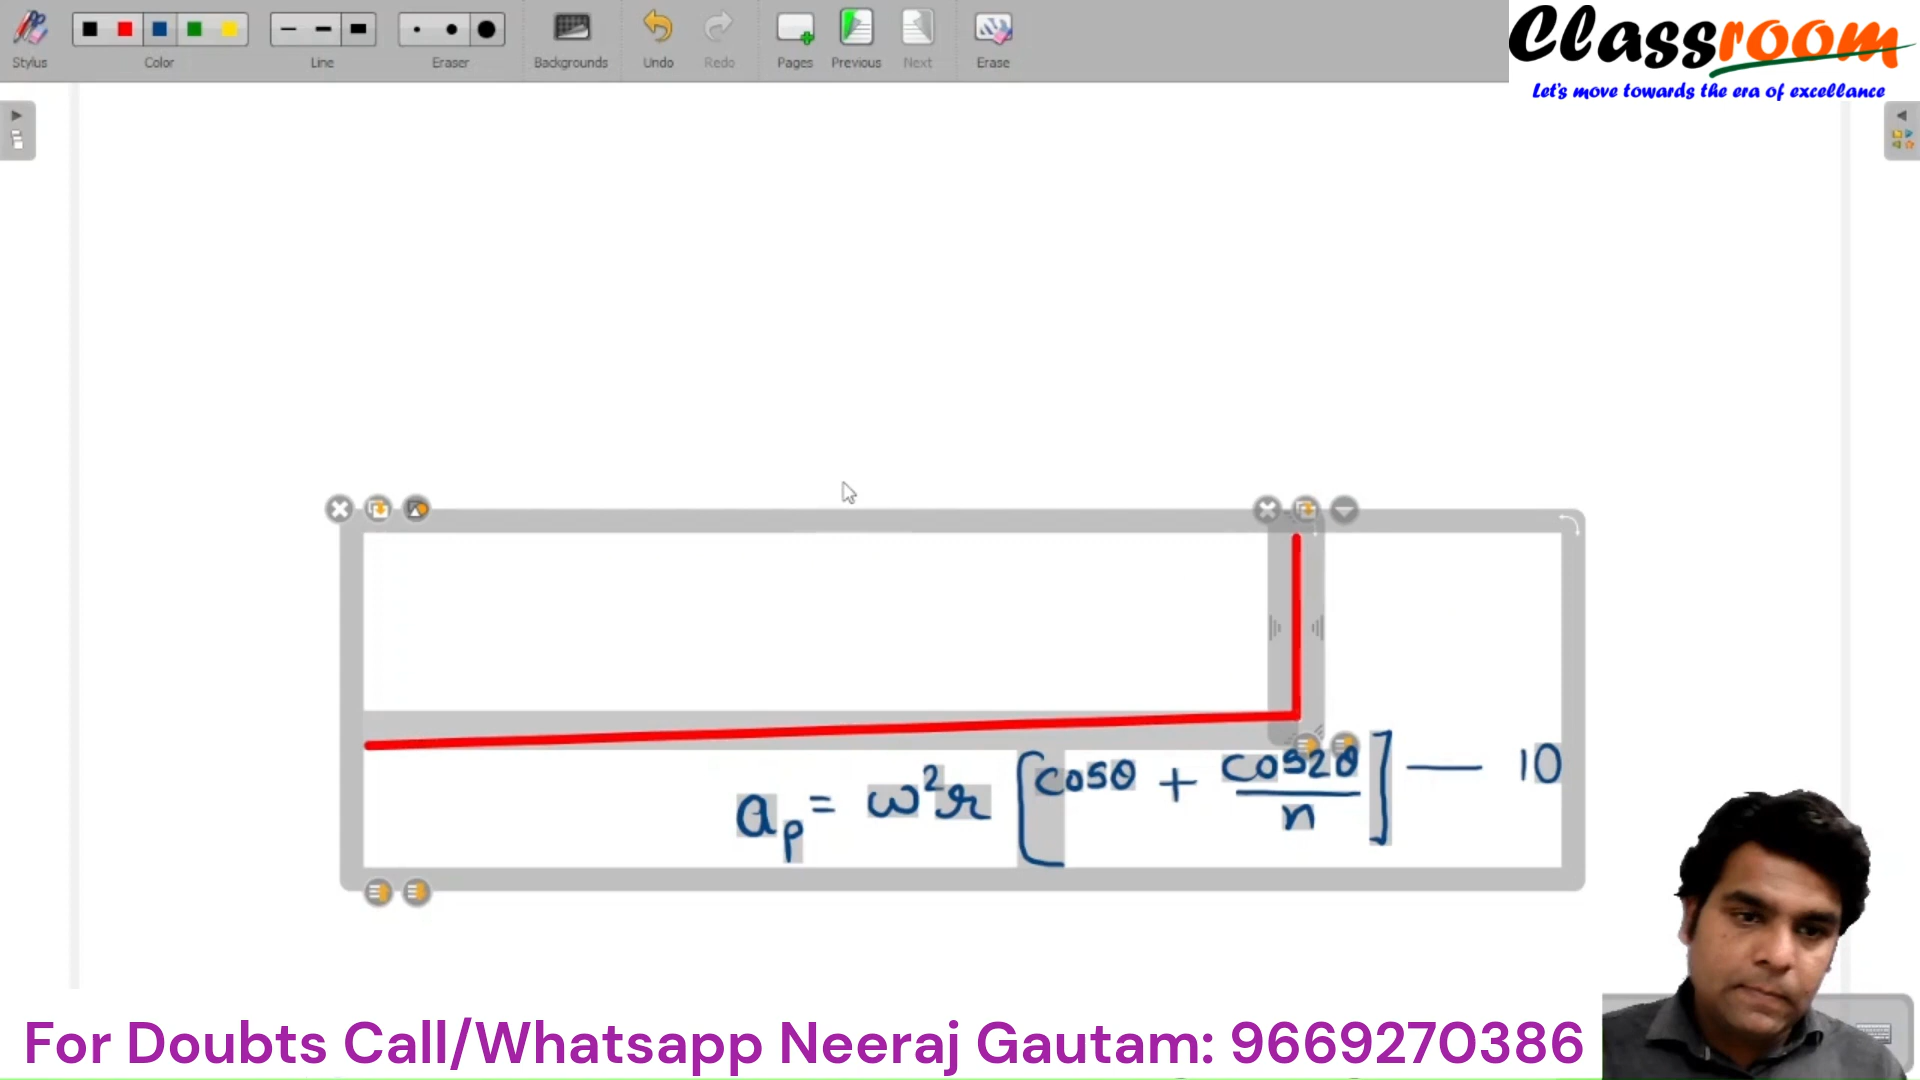 Stylus
Color
Line
Eraser
Backgrounds
Undo
Redo
Pages
Previous
Next
Erase
Classroom
Let's move towards the era of excellance
a_p = ω²r [cosθ + cos2θ/n] — 10
For Doubts Call/Whatsapp Neeraj Gautam: 9669270386